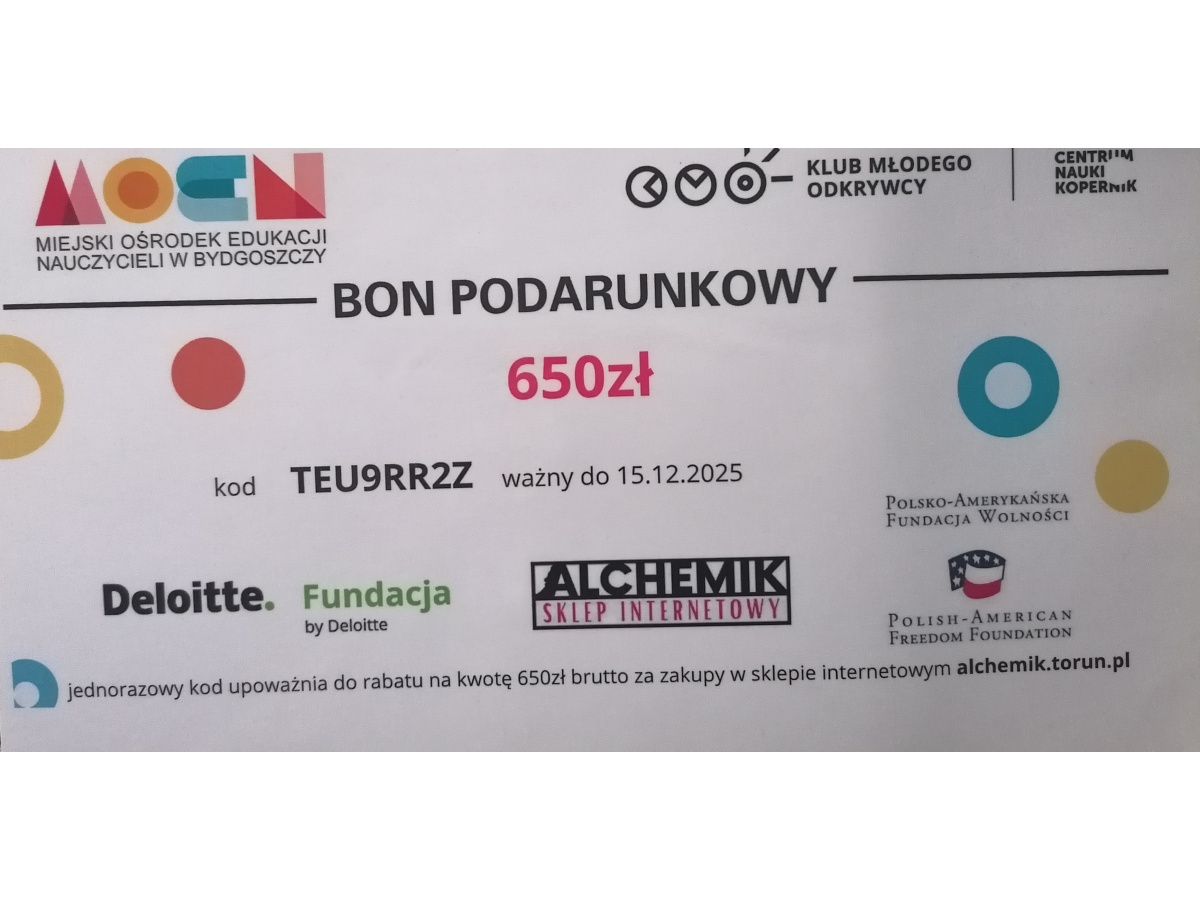 MOEN
MIEJSKI OŚRODEK EDUKACJI
NAUCZYCIELI W BYDGOSZCZY
KLUB MŁODEGO
ODKRYWCY
CENTRUM
NAUKI
KOPERNIK
BON PODARUNKOWY
650zł
kod TEU9RR2Z ważny do 15.12.2025
POLSKO-AMERYKAŃSKA
FUNDACJA WOLNOŚCI
Deloitte. Fundacja
by Deloitte
ALCHEMIK
SKLEP INTERNETOWY
POLISH-AMERICAN
FREEDOM FOUNDATION
jednorazowy kod upoważnia do rabatu na kwotę 650zł brutto za zakupy w sklepie internetowym alchemik.torun.pl